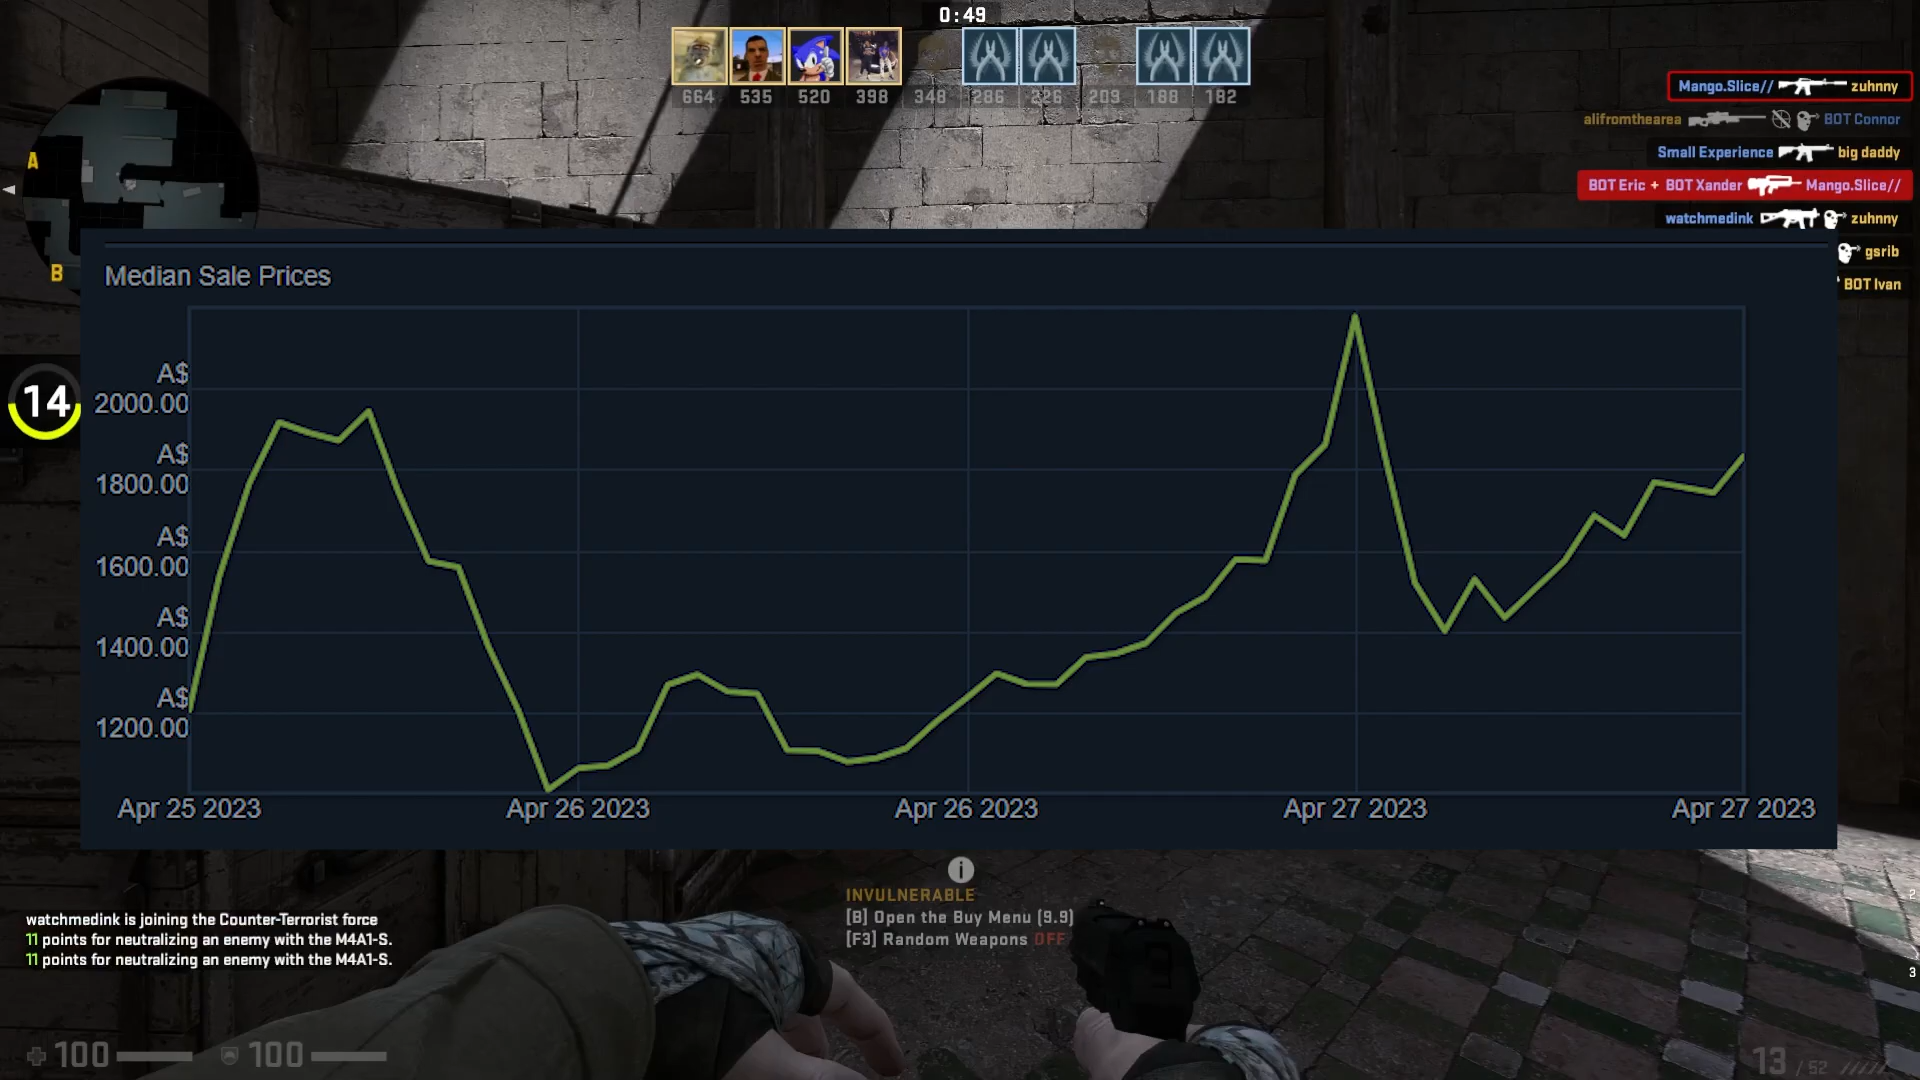 0:49
664 535 520 398 348 286 226 209 188 182
Mango.Slice// zuhnny
alifromthearea BOT Connor
Small Experience big daddy
BOT Eric + BOT Xander Mango.Slice//
watchmedink zuhnny
gsrib
BOT Ivan
A
B
14
Median Sale Prices
A$
2000.00
A$
1800.00
A$
1600.00
A$
1400.00
A$
1200.00
Apr 25 2023 Apr 26 2023 Apr 26 2023 Apr 27 2023 Apr 27 2023
INVULNERABLE
[B] Open the Buy Menu (9.9)
[F3] Random Weapons OFF
watchmedink is joining the Counter-Terrorist force
11 points for neutralizing an enemy with the M4A1-S.
11 points for neutralizing an enemy with the M4A1-S.
2
3
100 100
13 / 52